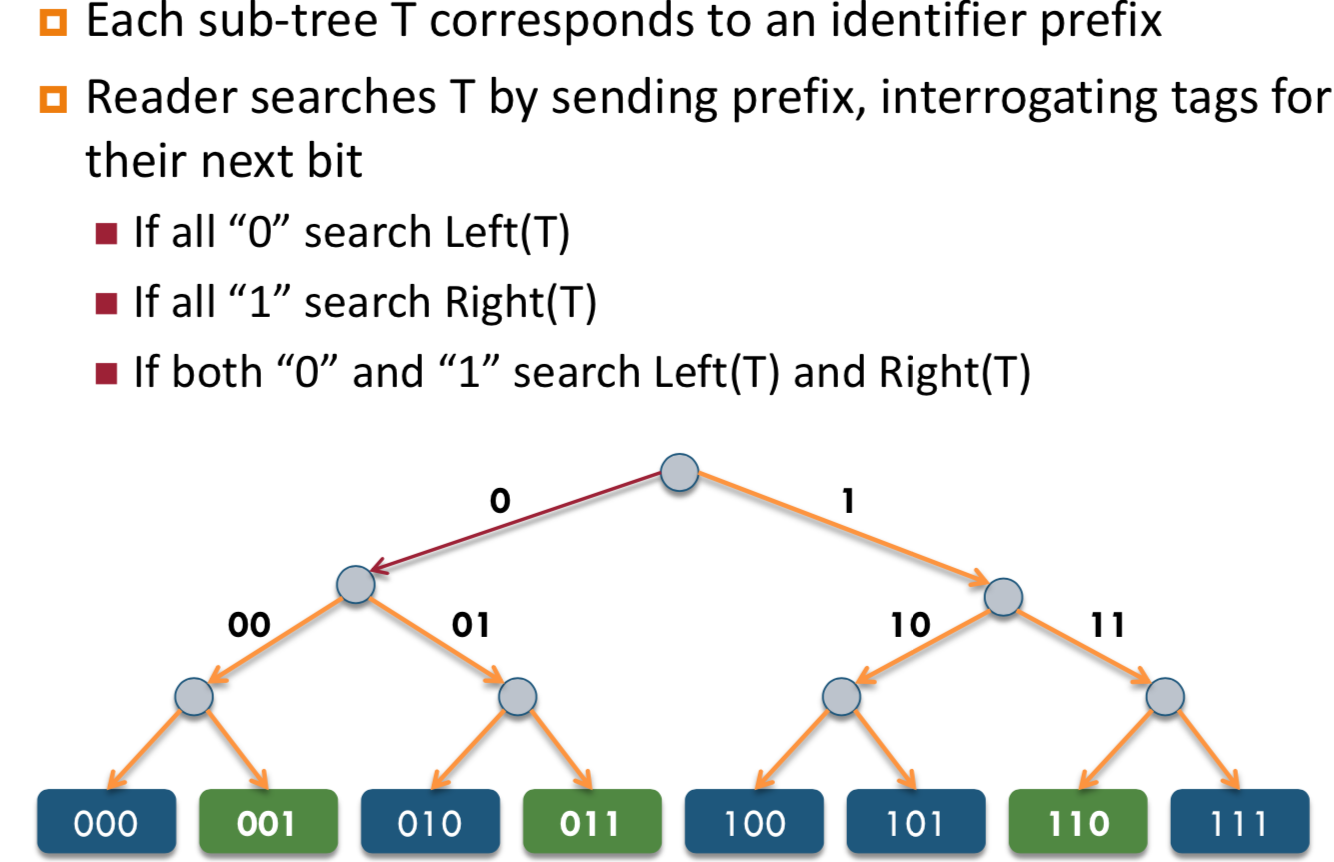 Each sub-tree T corresponds to an identifier prefix
Reader searches T by sending prefix, interrogating tags for
their next bit
If all “0” search Left(T)
If all “1” search Right(T)
If both “0” and “1” search Left(T) and Right(T)
0 1
00 01 10 11
000 001 010 011 100 101 110 111